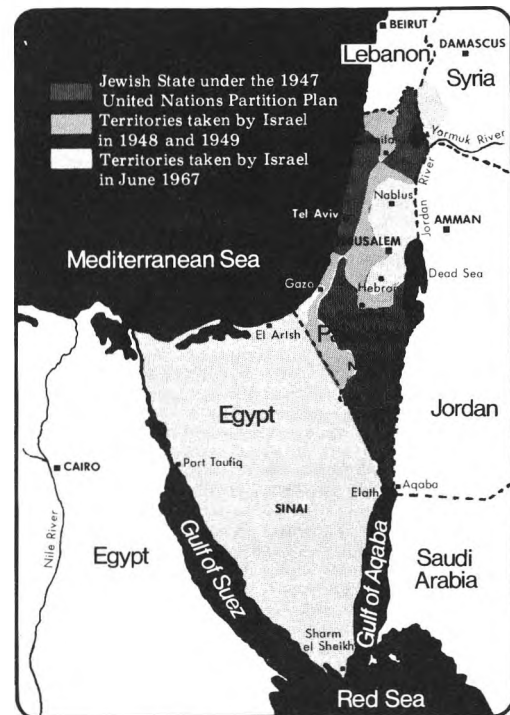 BEIRUT
Lebanon
DAMASCUS
Syria
Jewish State under the 1947
United Nations Partition Plan
Territories taken by Israel
in 1948 and 1949
Territories taken by Israel
in June 1967
Yarmuk River
Jordan River
Nablus
Tel Aviv
AMMAN
Mediterranean Sea
Dead Sea
Gaza
Hebron
El Arish
Egypt
Jordan
CAIRO
Port Taufiq
Elath
Aqaba
SINAI
Nile River
Egypt
Gulf of Suez
Gulf of Aqaba
Saudi
Arabia
Sharm
el Sheikh
Red Sea